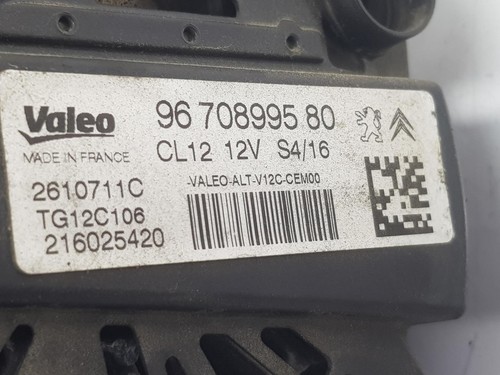 Valeo
MADE IN FRANCE
96 708995 80
CL12 12V S4/16
2610711C
TG12C106
216025420
-VALEO-ALT-V12C-CEM00